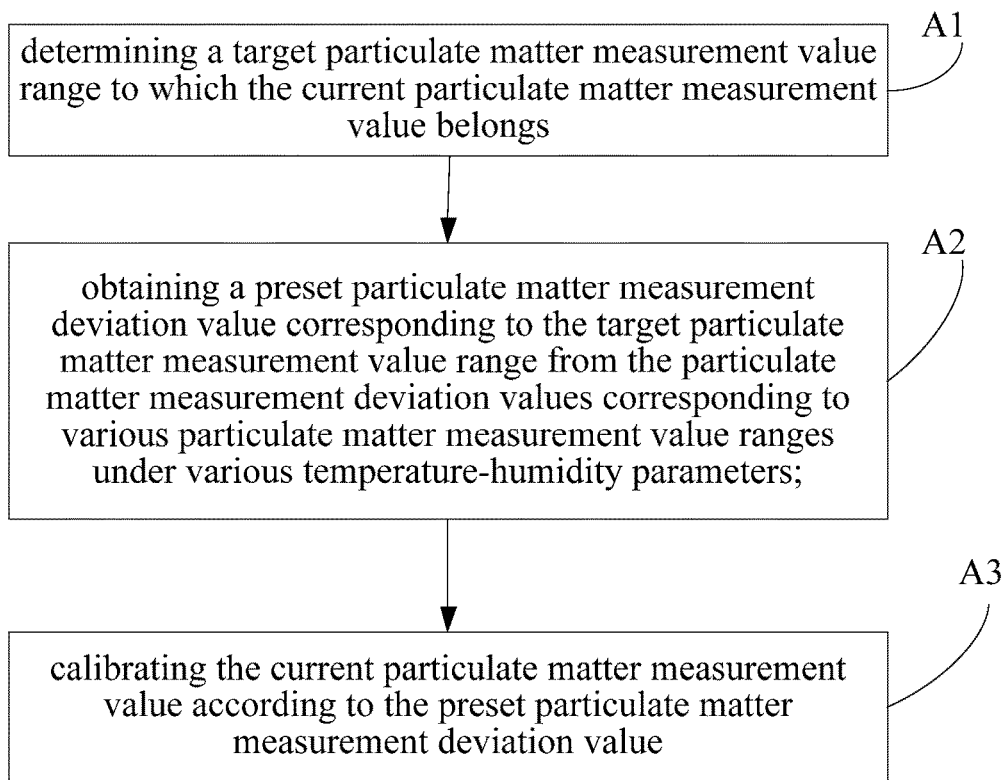 A1
determining a target particulate matter measurement value
range to which the current particulate matter measurement
value belongs
A2
obtaining a preset particulate matter measurement
deviation value corresponding to the target particulate
matter measurement value range from the particulate
matter measurement deviation values corresponding to
various particulate matter measurement value ranges
under various temperature-humidity parameters;
A3
calibrating the current particulate matter measurement
value according to the preset particulate matter
measurement deviation value